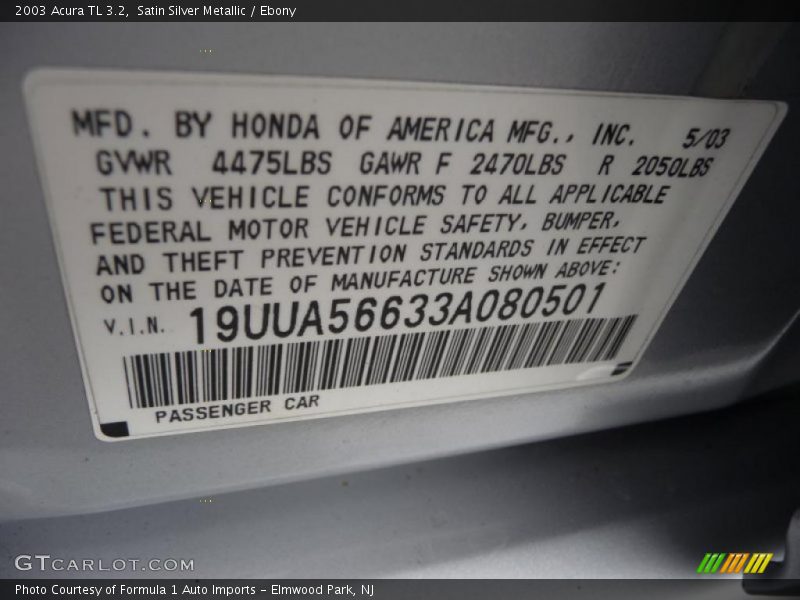 2003 Acura TL 3.2, Satin Silver Metallic / Ebony
MFD. BY HONDA OF AMERICA MFG., INC. 5/03
GVWR 4475LBS GAWR F 2470LBS R 2050LBS
THIS VEHICLE CONFORMS TO ALL APPLICABLE
FEDERAL MOTOR VEHICLE SAFETY, BUMPER,
AND THEFT PREVENTION STANDARDS IN EFFECT
ON THE DATE OF MANUFACTURE SHOWN ABOVE:
V.I.N. 19UUA56633A080501
PASSENGER CAR
GTCARLOT.COM
Photo Courtesy of Formula 1 Auto Imports - Elmwood Park, NJ